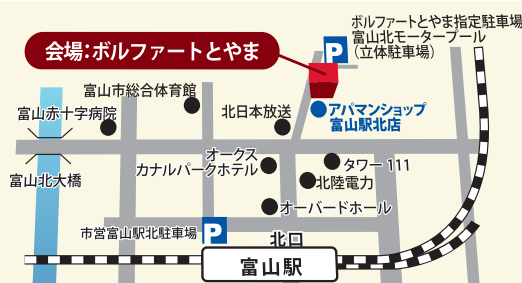 ボルファートとやま指定駐車場
富山北モータープール
（立体駐車場）
P
会場：ボルファートとやま
富山市総合体育館
富山赤十字病院
北日本放送
アパマンショップ
富山駅北店
オークス
カナルパークホテル
タワー111
富山北大橋
北陸電力
オーバードホール
市営富山駅北駐車場
P
北口
富山駅